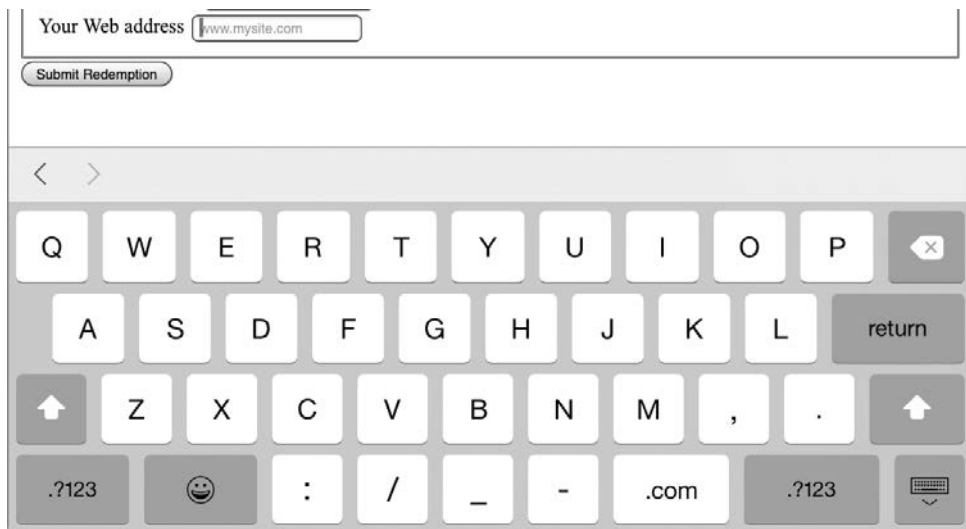 Your Web address www.mysite.com
Submit Redemption
Q W E R T Y U I O P
A S D F G H J K L return
Z X C V B N M , .
.?123 : / _ - .com .?123